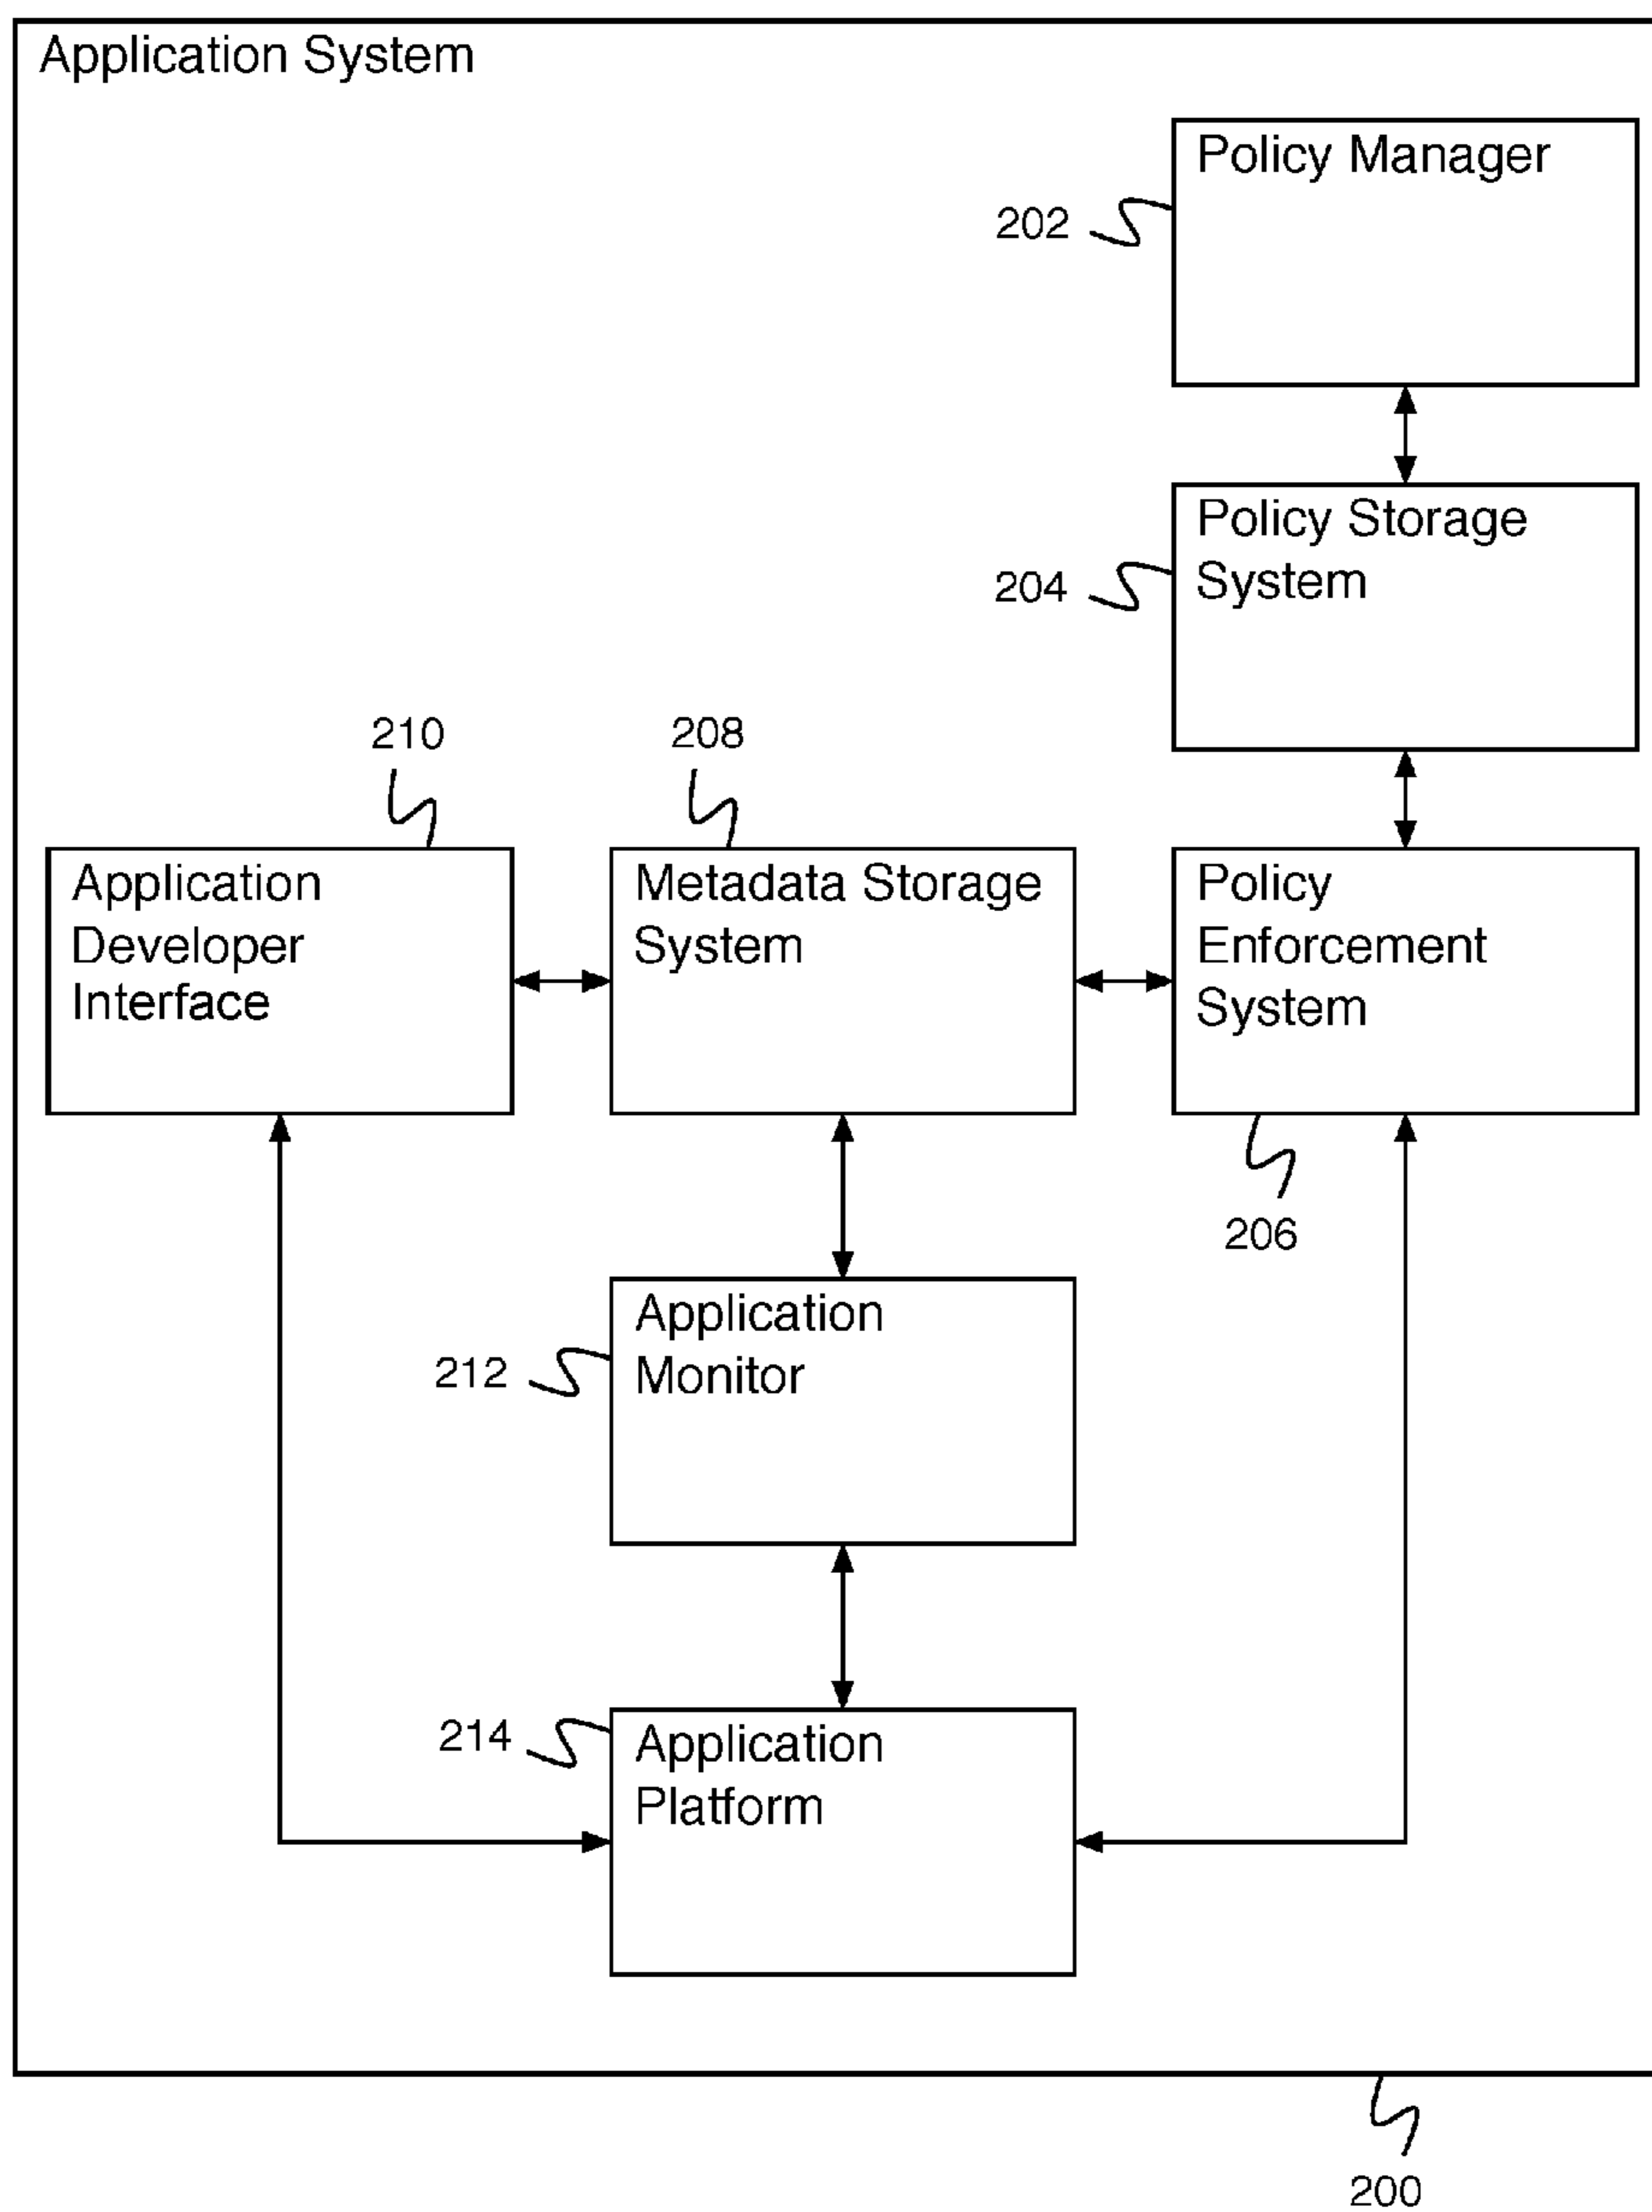 Application System
Policy Manager
202
Policy Storage
System
204
210
208
Application
Developer
Interface
Metadata Storage
System
Policy
Enforcement
System
206
Application
Monitor
212
214
Application
Platform
200